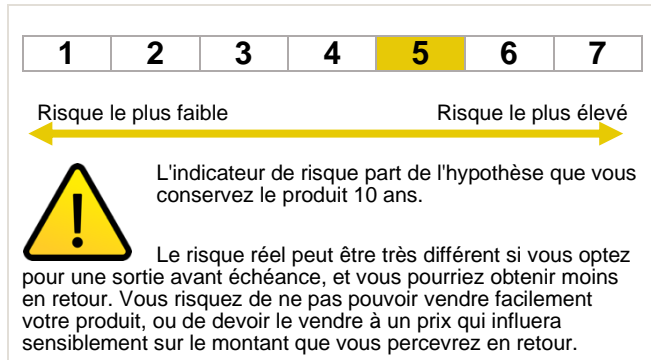 1 2 3 4 5 6 7
Risque le plus faible Risque le plus élevé
L'indicateur de risque part de l'hypothèse que vous
conservez le produit 10 ans.
Le risque réel peut être très différent si vous optez
pour une sortie avant échéance, et vous pourriez obtenir moins
en retour. Vous risquez de ne pas pouvoir vendre facilement
votre produit, ou de devoir le vendre à un prix qui influera
sensiblement sur le montant que vous percevrez en retour.